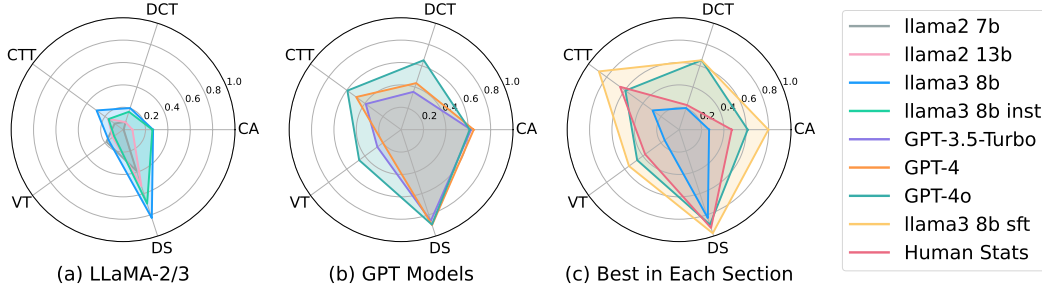 DCT
CTT
CA
VT
DS
0.4
0.6
0.8
1.0
(a) LLaMA-2/3
DCT
CTT
CA
VT
DS
0.2
0.4
0.6
0.8
1.0
(b) GPT Models
DCT
CTT
CA
VT
DS
0.2
0.4
0.6
0.8
1.0
(c) Best in Each Section
llama2 7b
llama2 13b
llama3 8b
llama3 8b inst
GPT-3.5-Turbo
GPT-4
GPT-4o
llama3 8b sft
Human Stats